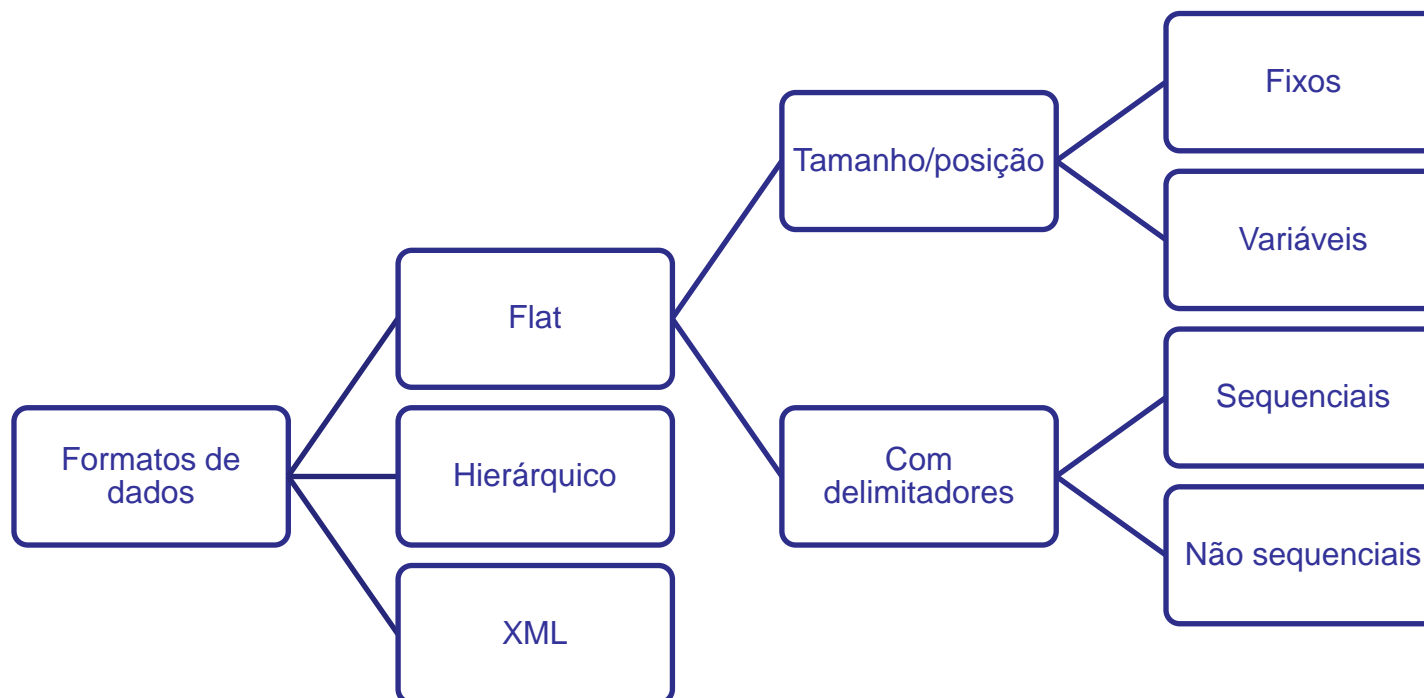 Formatos de
dados
Flat
Hierárquico
XML
Tamanho/posição
Com
delimitadores
Fixos
Variáveis
Sequenciais
Não sequenciais